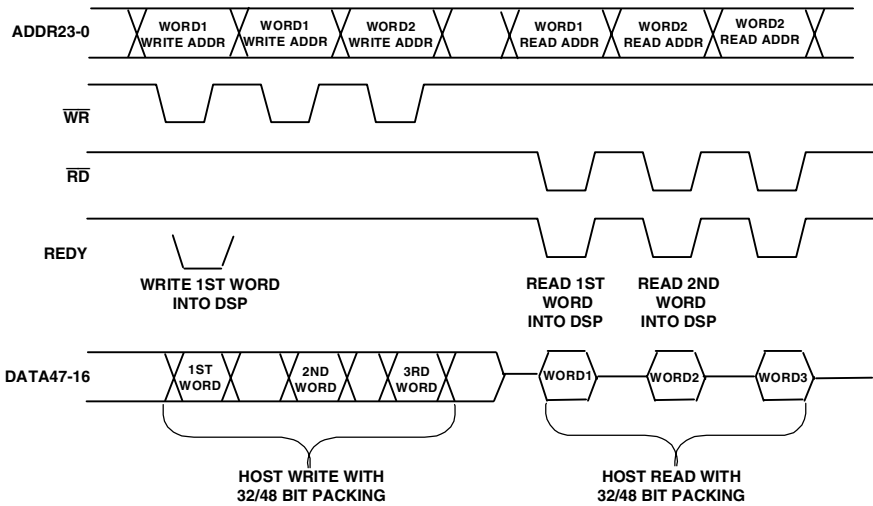 ADDR23-0
WORD1 WORD1 WORD2 WORD1 WORD2 WORD2
WRITE ADDR WRITE ADDR WRITE ADDR READ ADDR READ ADDR READ ADDR
WR
RD
REDY
WRITE 1ST WORD
INTO DSP
READ 1ST
WORD
INTO DSP
READ 2ND
WORD
INTO DSP
DATA47-16
1ST
WORD
2ND
WORD
3RD
WORD
WORD1
WORD2
WORD3
HOST WRITE WITH
32/48 BIT PACKING
HOST READ WITH
32/48 BIT PACKING